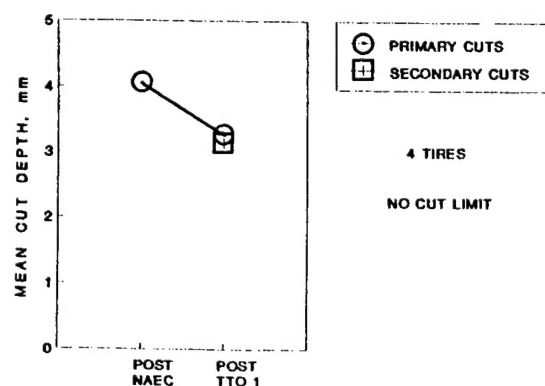 5
4
3
2
1
0
MEAN CUT DEPTH, mm
POST NAEC
POST TTO 1
PRIMARY CUTS
SECONDARY CUTS
4 TIRES
NO CUT LIMIT